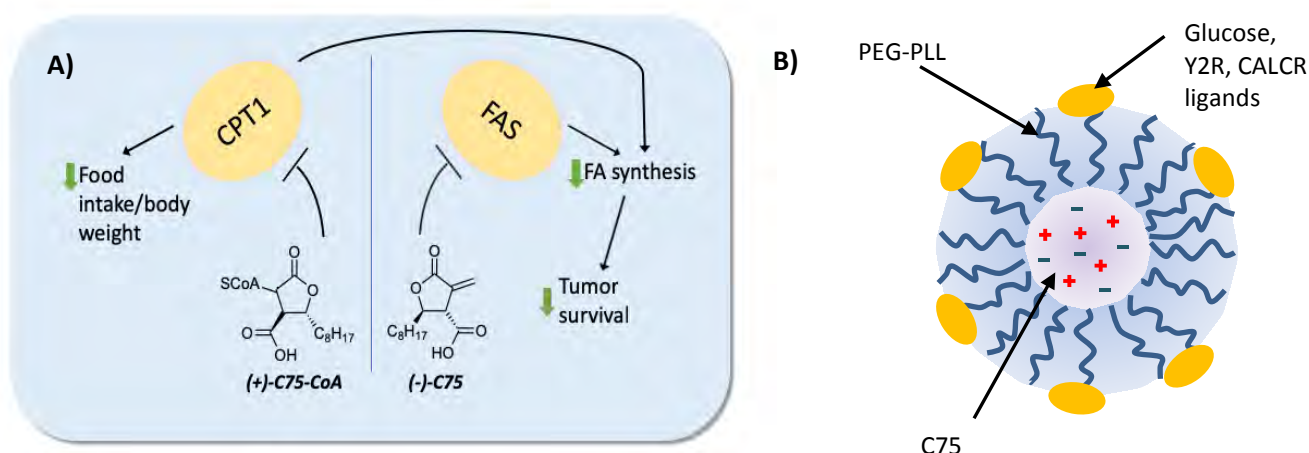 A)
CPT1
FAS
Food
intake/body
weight
FA synthesis
Tumor
survival
O
SCoA
O
O
OH
C8H17
(+)-C75-CoA
O
O
C8H17
O
HO
(-)-C75
B)
PEG-PLL
Glucose,
Y2R, CALCR
ligands
C75